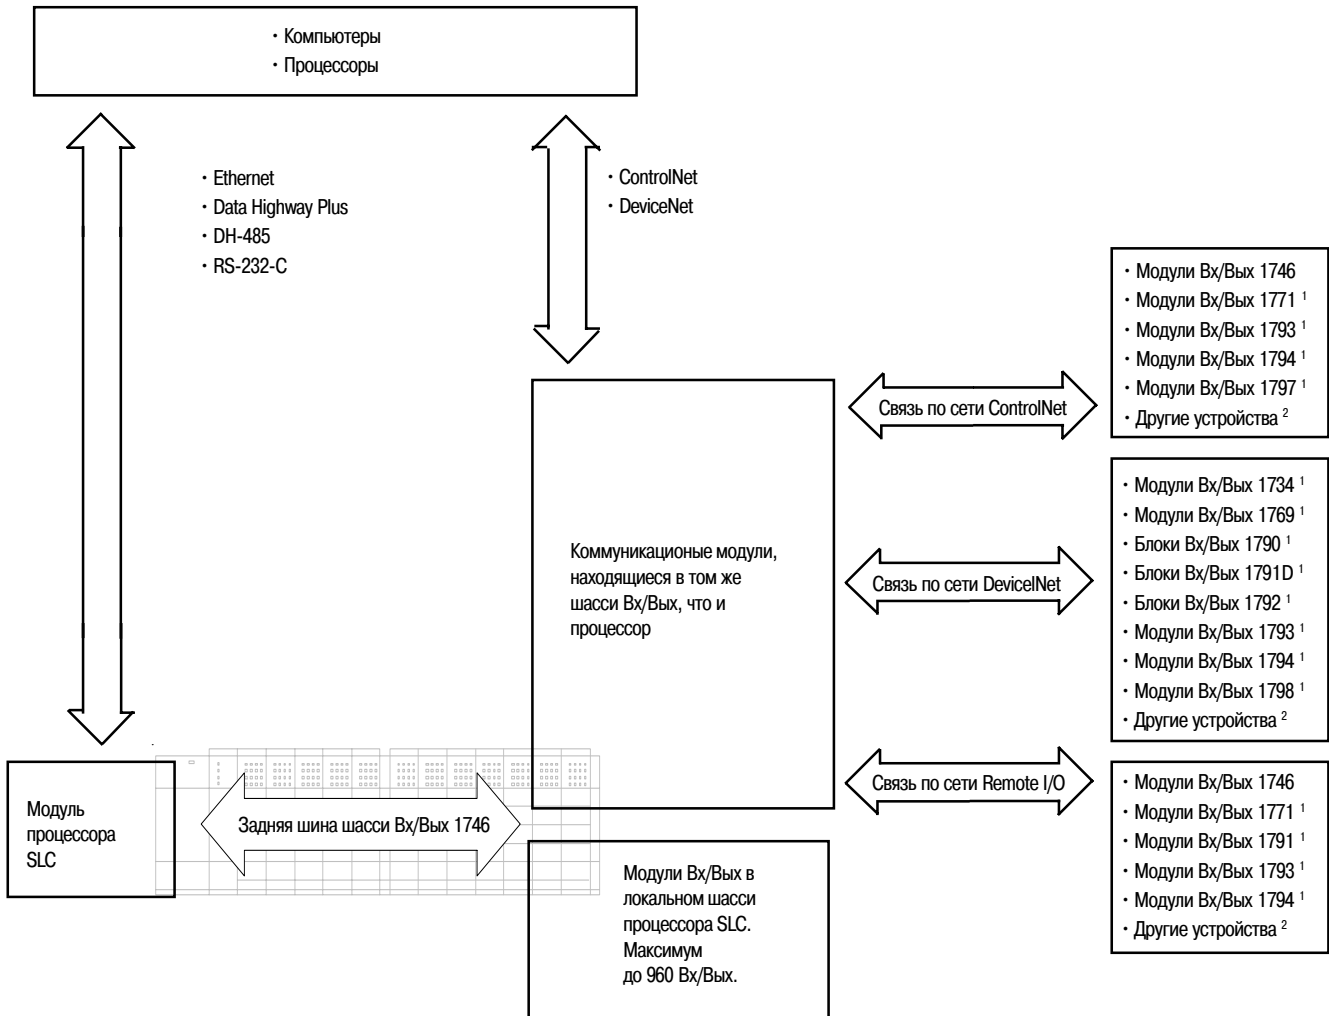 · Компьютеры
· Процессоры
· Ethernet
· Data Highway Plus
· DH-485
· RS-232-C
· ControlNet
· DeviceNet
· Модули Вх/Вых 1746
· Модули Вх/Вых 1771 ¹
· Модули Вх/Вых 1793 ¹
· Модули Вх/Вых 1794 ¹
· Модули Вх/Вых 1797 ¹
· Другие устройства ²
Связь по сети ControlNet
· Модули Вх/Вых 1734 ¹
· Модули Вх/Вых 1769 ¹
· Блоки Вх/Вых 1790 ¹
· Блоки Вх/Вых 1791D ¹
· Блоки Вх/Вых 1792 ¹
· Модули Вх/Вых 1793 ¹
· Модули Вх/Вых 1794 ¹
· Модули Вх/Вых 1798 ¹
· Другие устройства ²
Коммуникационые модули,
находящиеся в том же
шасси Вх/Вых, что и
процессор
Связь по сети DevicelNet
Связь по сети Remote I/O
· Модули Вх/Вых 1746
· Модули Вх/Вых 1771 ¹
· Модули Вх/Вых 1791 ¹
· Модули Вх/Вых 1793 ¹
· Модули Вх/Вых 1794 ¹
· Другие устройства ²
Модуль
процессора
SLC
Задняя шина шасси Вх/Вых 1746
Модули Вх/Вых в
локальном шасси
процессора SLC.
Максимум
до 960 Вх/Вых.